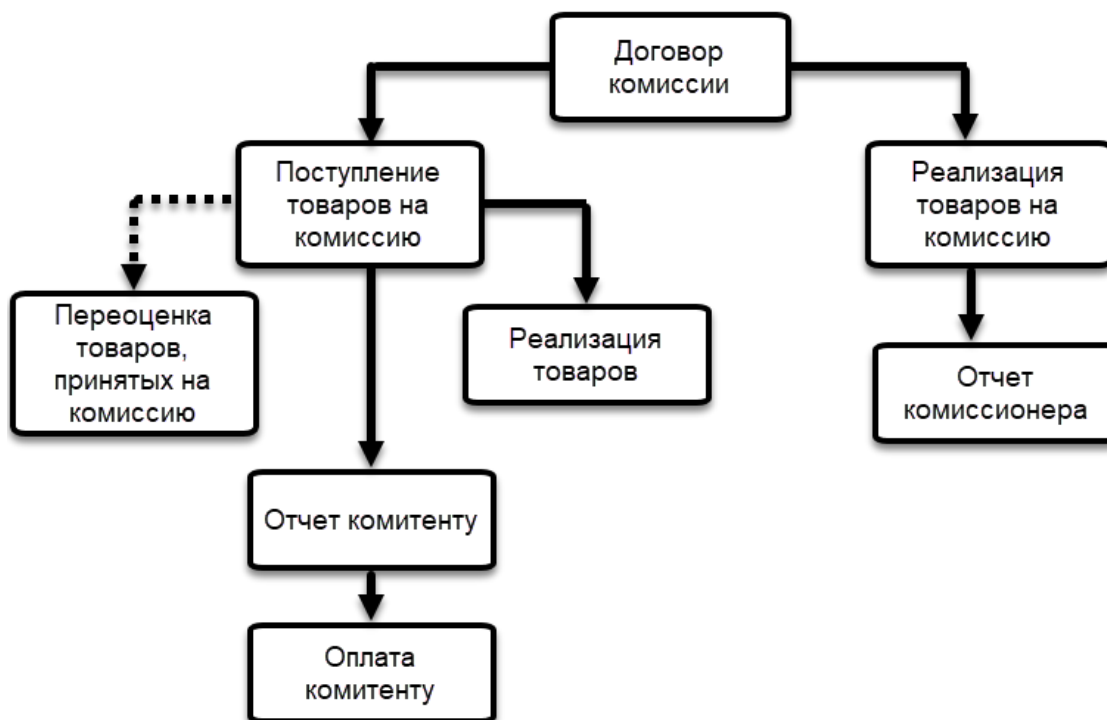 Договор
комиссии
Поступление
товаров на
комиссию
Реализация
товаров на
комиссию
Переоценка
товаров,
принятых на
комиссию
Реализация
товаров
Отчет
комиссионера
Отчет комитенту
Оплата
комитенту